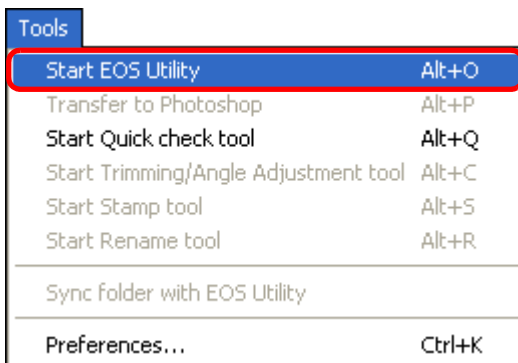 Tools
Start EOS Utility Alt+O
Transfer to Photoshop Alt+P
Start Quick check tool Alt+Q
Start Trimming/Angle Adjustment tool Alt+C
Start Stamp tool Alt+S
Start Rename tool Alt+R
Sync folder with EOS Utility
Preferences... Ctrl+K